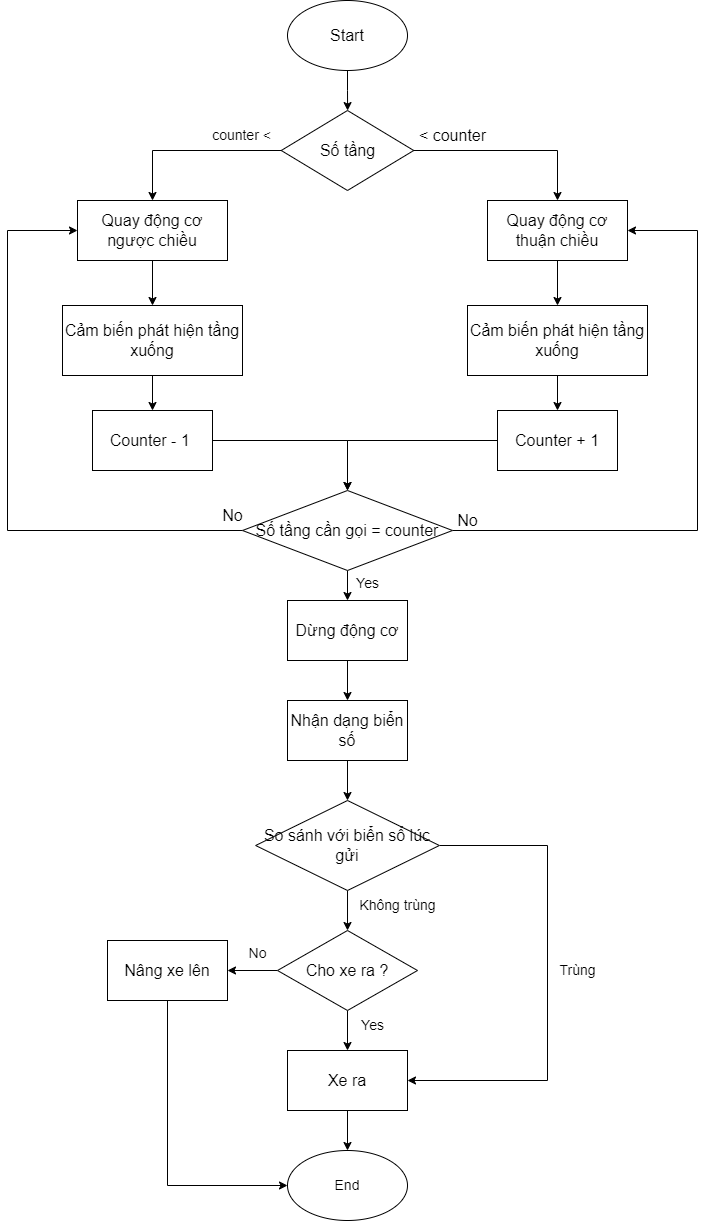 Start
counter <
Số tầng
< counter
Quay động cơ
ngược chiều
Quay động cơ
thuận chiều
Cảm biến phát hiện tầng
xuống
Cảm biến phát hiện tầng
xuống
Counter - 1
Counter + 1
No
Số tầng cần gọi = counter
No
Yes
Dừng động cơ
Nhận dạng biển
số
So sánh với biển số lúc
gửi
Không trùng
No
Nâng xe lên
Cho xe ra ?
Trùng
Yes
Xe ra
End